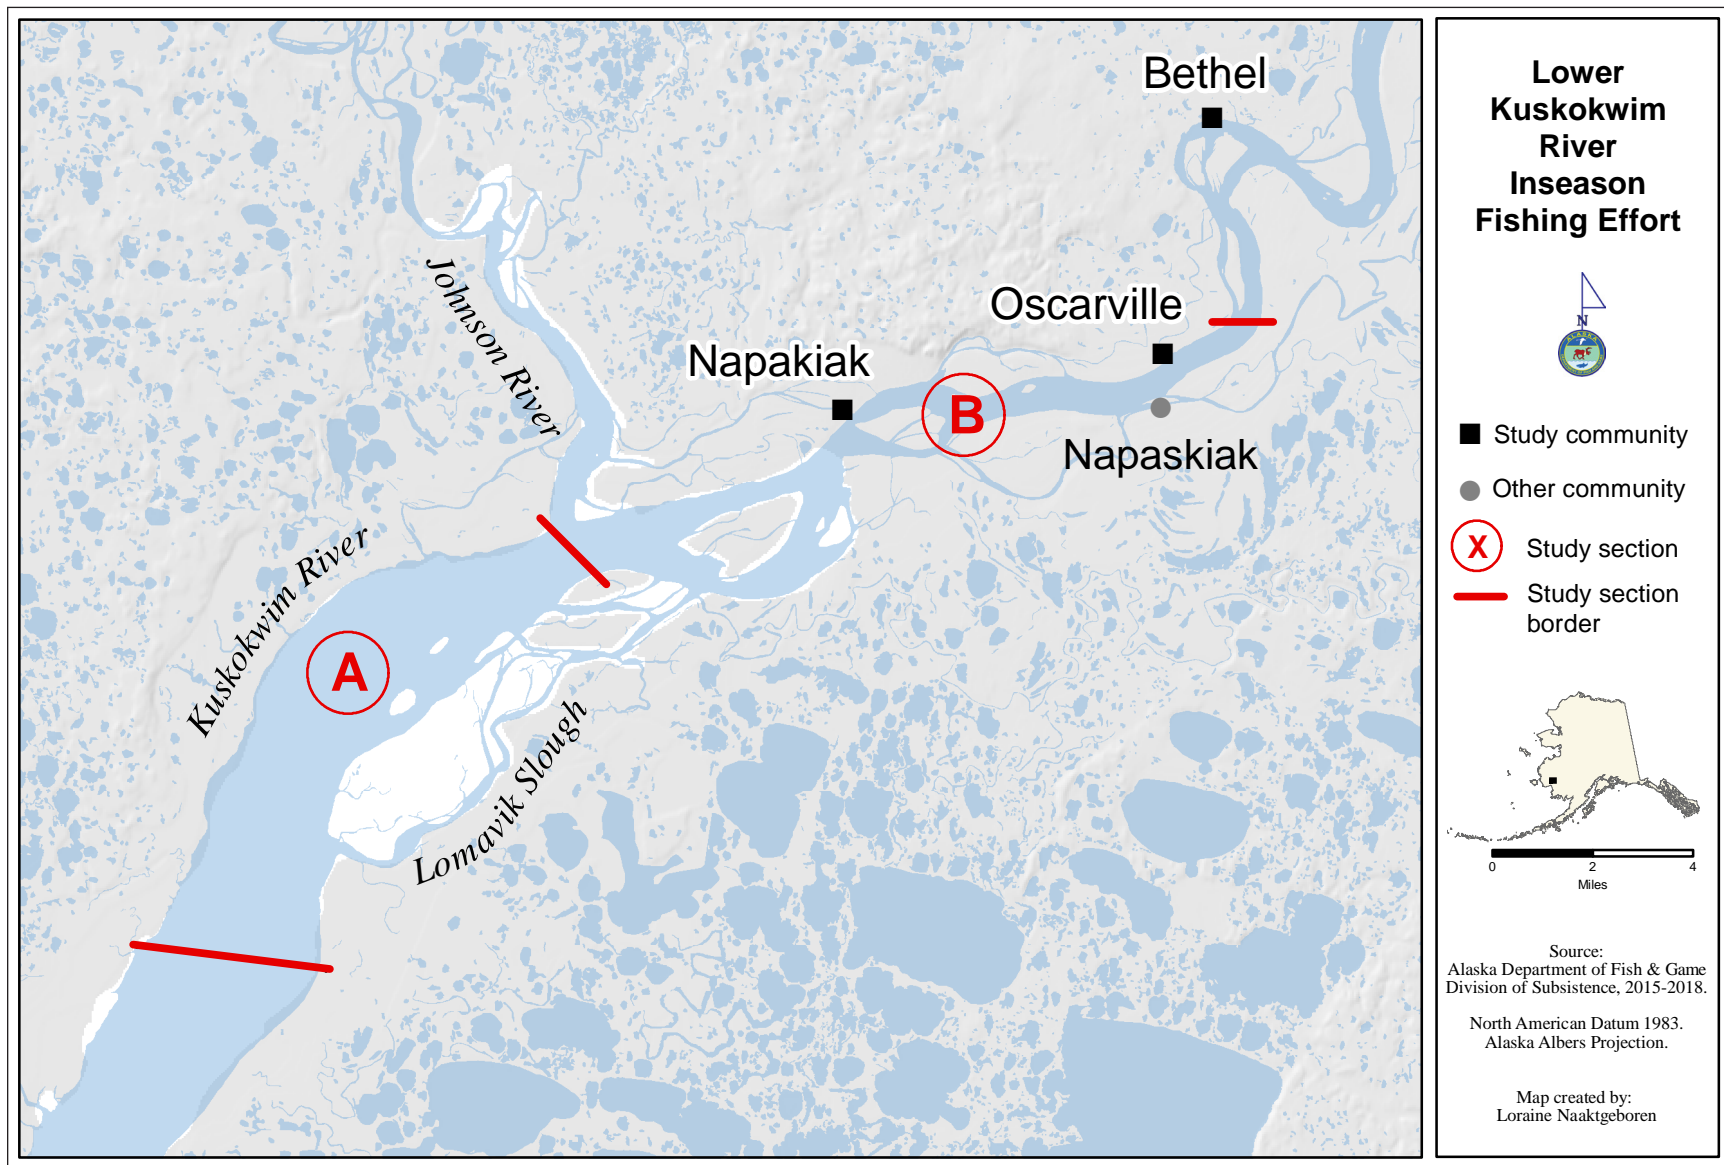 Bethel
Oscarville
Napakiak
Napaskiak
Johnson River
Kuskokwim River
Lomavik Slough
A
B
Lower
Kuskokwim
River
Inseason
Fishing Effort
N
Study community
Other community
X
Study section
Study section
border
0 2 4
Miles
Source:
Alaska Department of Fish & Game
Division of Subsistence, 2015-2018.
North American Datum 1983.
Alaska Albers Projection.
Map created by:
Loraine Naaktgeboren